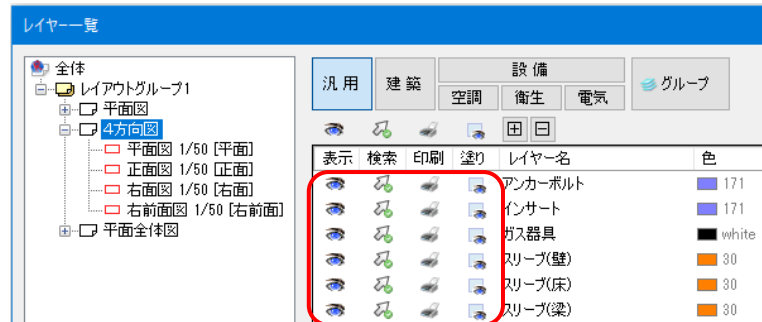 レイヤー一覧
全体
レイアウトグループ1
平面図
4方向図
平面図 1/50 [平面]
正面図 1/50 [正面]
右面図 1/50 [右面]
右前面図 1/50 [右前面]
平面全体図
汎用 建築 設備 グループ
空調 衛生 電気
表示 検索 印刷 塗り レイヤー名 色
アンカーボルト 171
インサート 171
ガス器具 white
スリーブ(壁) 30
スリーブ(床) 30
スリーブ(梁) 30